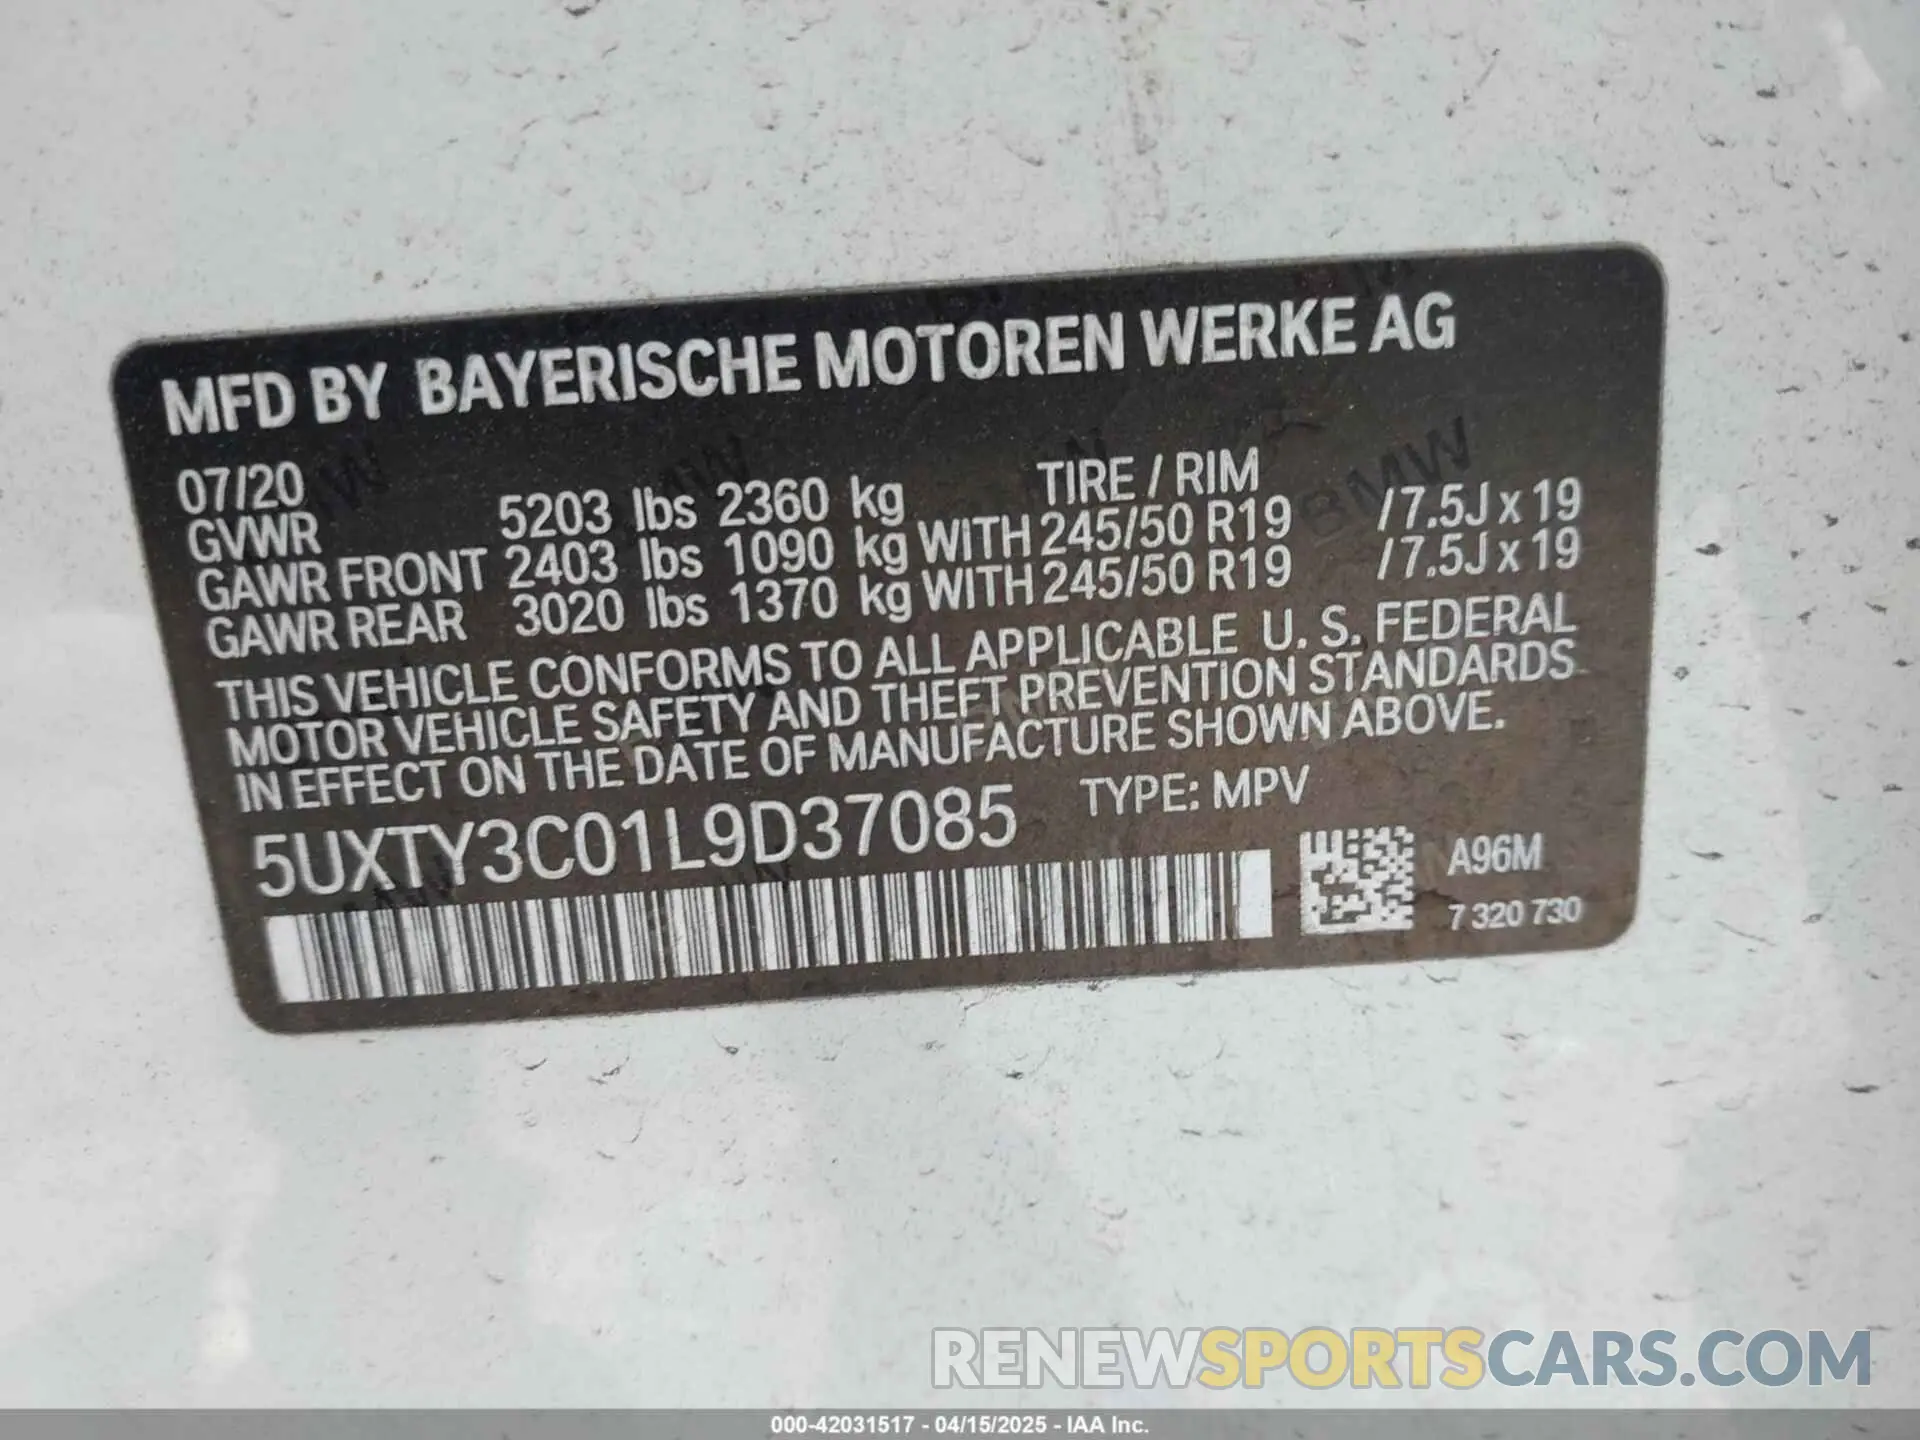 MFD BY BAYERISCHE MOTOREN WERKE AG
07/20 TIRE / RIM
GVWR 5203 lbs 2360 kg
GAWR FRONT 2403 lbs 1090 kg WITH 245/50 R19 /7.5J x 19
GAWR REAR 3020 lbs 1370 kg WITH 245/50 R19 /7.5J x 19
THIS VEHICLE CONFORMS TO ALL APPLICABLE U. S. FEDERAL
MOTOR VEHICLE SAFETY AND THEFT PREVENTION STANDARDS
IN EFFECT ON THE DATE OF MANUFACTURE SHOWN ABOVE.
5UXTY3C01L9D37085 TYPE: MPV
A96M
7 320 730
BMW
RENEWSPORTSCARS.COM
000-42031517 - 04/15/2025 - IAA Inc.